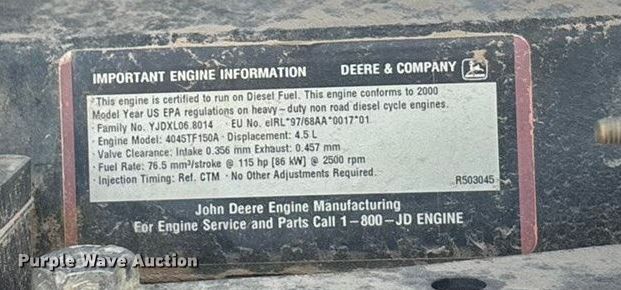 IMPORTANT ENGINE INFORMATION DEERE & COMPANY
This engine is certified to run on Diesel Fuel. This engine conforms to 2000
Model Year US EPA regulations on heavy-duty non road diesel cycle engines.
· Family No. YJDXL06.8014 · EU No. eIRL*97/68AA*0017*01
· Engine Model: 4045TF150A · Displacement: 4.5 L
· Valve Clearance: Intake 0.356 mm Exhaust: 0.457 mm
· Fuel Rate: 76.5 mm³/stroke @ 115 hp [86 kW] @ 2500 rpm
· Injection Timing: Ref. CTM · No Other Adjustments Required.
R503045
John Deere Engine Manufacturing
For Engine Service and Parts Call 1-800-JD ENGINE
Purple Wave Auction